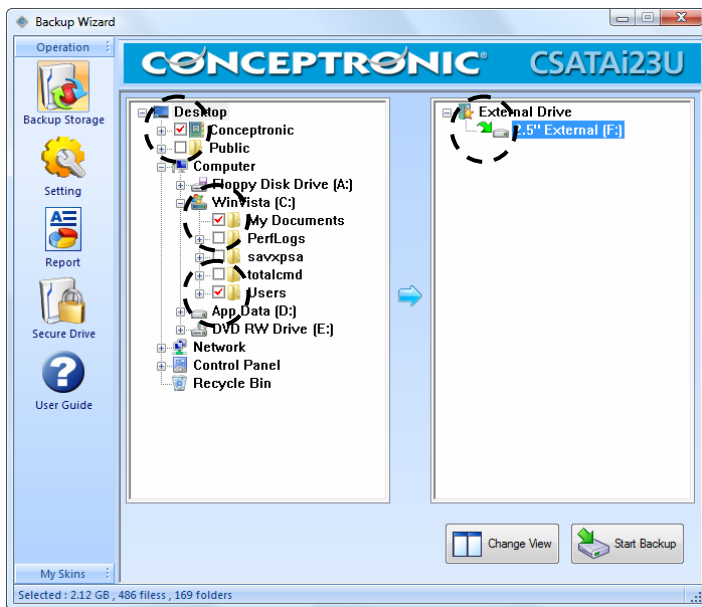 Backup Wizard
Operation
CONCEPTRONIC® CSATAi23U
Backup Storage
Setting
Report
Secure Drive
User Guide
My Skins
Desktop
Conceptronic
Public
Computer
Floppy Disk Drive (A:)
WinVista (C:)
My Documents
PerfLogs
savxpsa
totalcmd
Users
App Data (D:)
DVD RW Drive (E:)
Network
Control Panel
Recycle Bin
External Drive
2.5" External (F:)
Change View
Start Backup
Selected : 2.12 GB , 486 filess , 169 folders